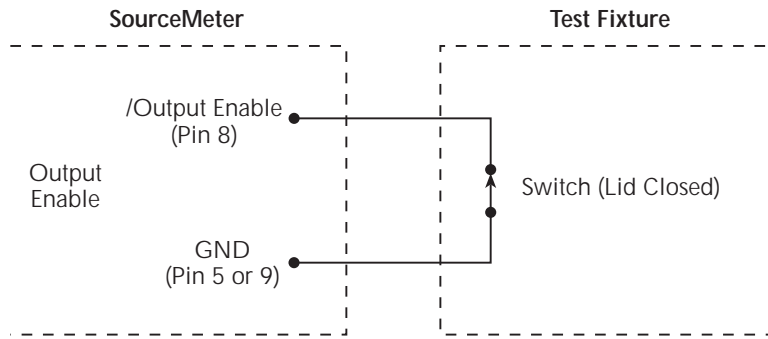 SourceMeter
Test Fixture
/Output Enable
(Pin 8)
Output
Enable
Switch (Lid Closed)
GND
(Pin 5 or 9)